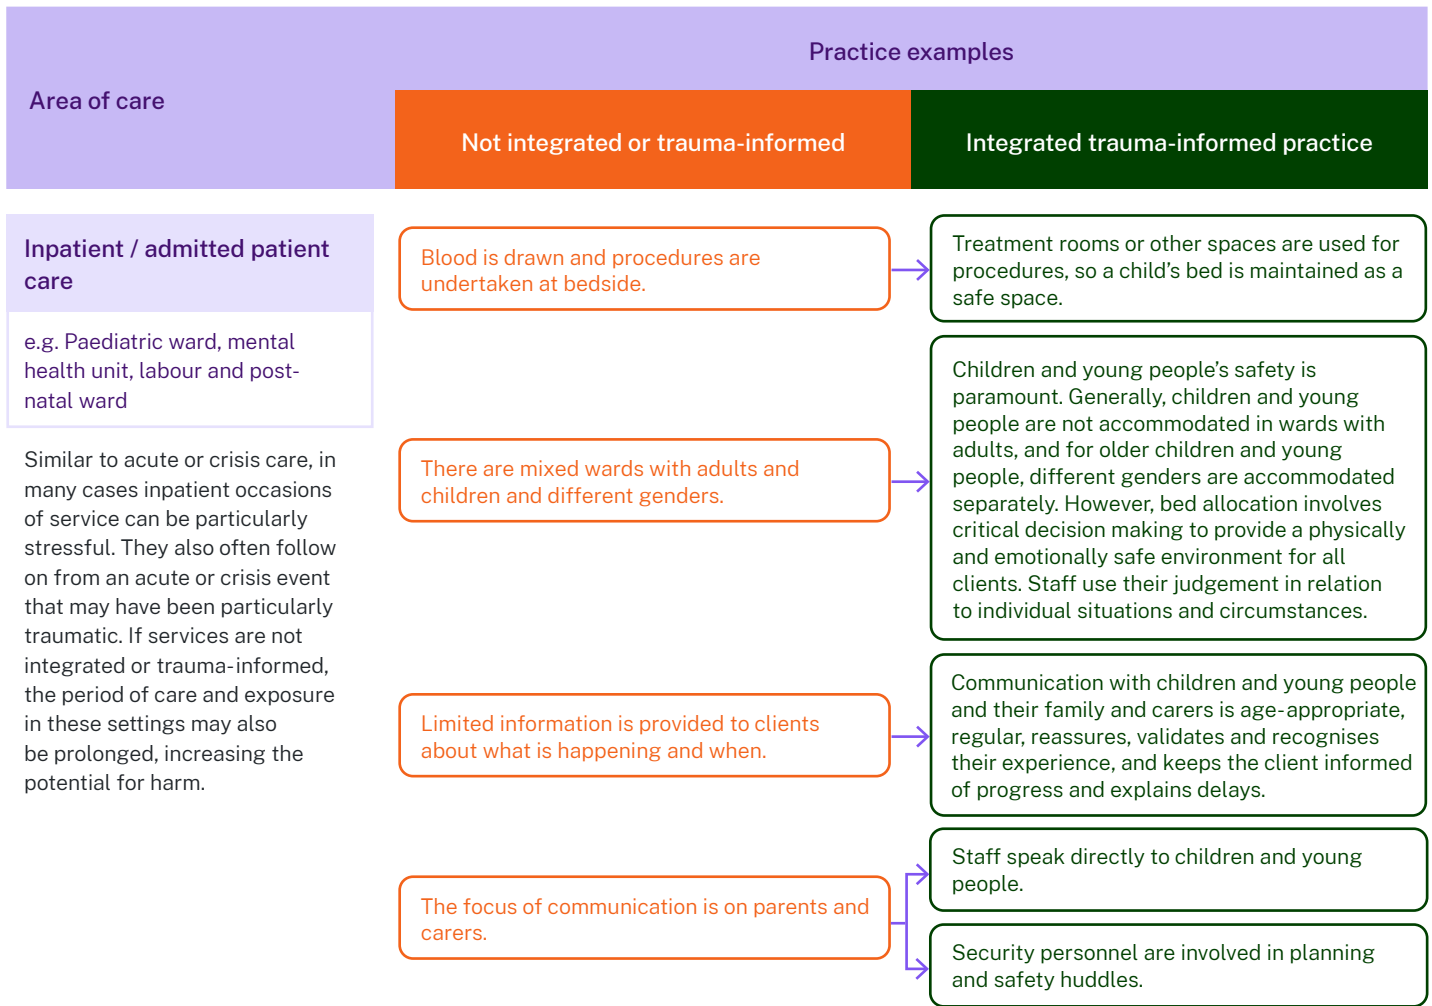 Practice examples
Area of care
Not integrated or trauma-informed
Integrated trauma-informed practice
Inpatient / admitted patient
care
e.g. Paediatric ward, mental
health unit, labour and post-
natal ward
Similar to acute or crisis care, in
many cases inpatient occasions
of service can be particularly
stressful. They also often follow
on from an acute or crisis event
that may have been particularly
traumatic. If services are not
integrated or trauma-informed,
the period of care and exposure
in these settings may also
be prolonged, increasing the
potential for harm.
Blood is drawn and procedures are
undertaken at bedside.
Treatment rooms or other spaces are used for
procedures, so a child’s bed is maintained as a
safe space.
There are mixed wards with adults and
children and different genders.
Children and young people’s safety is
paramount. Generally, children and young
people are not accommodated in wards with
adults, and for older children and young
people, different genders are accommodated
separately. However, bed allocation involves
critical decision making to provide a physically
and emotionally safe environment for all
clients. Staff use their judgement in relation
to individual situations and circumstances.
Limited information is provided to clients
about what is happening and when.
Communication with children and young people
and their family and carers is age-appropriate,
regular, reassures, validates and recognises
their experience, and keeps the client informed
of progress and explains delays.
The focus of communication is on parents and
carers.
Staff speak directly to children and young
people.
Security personnel are involved in planning
and safety huddles.